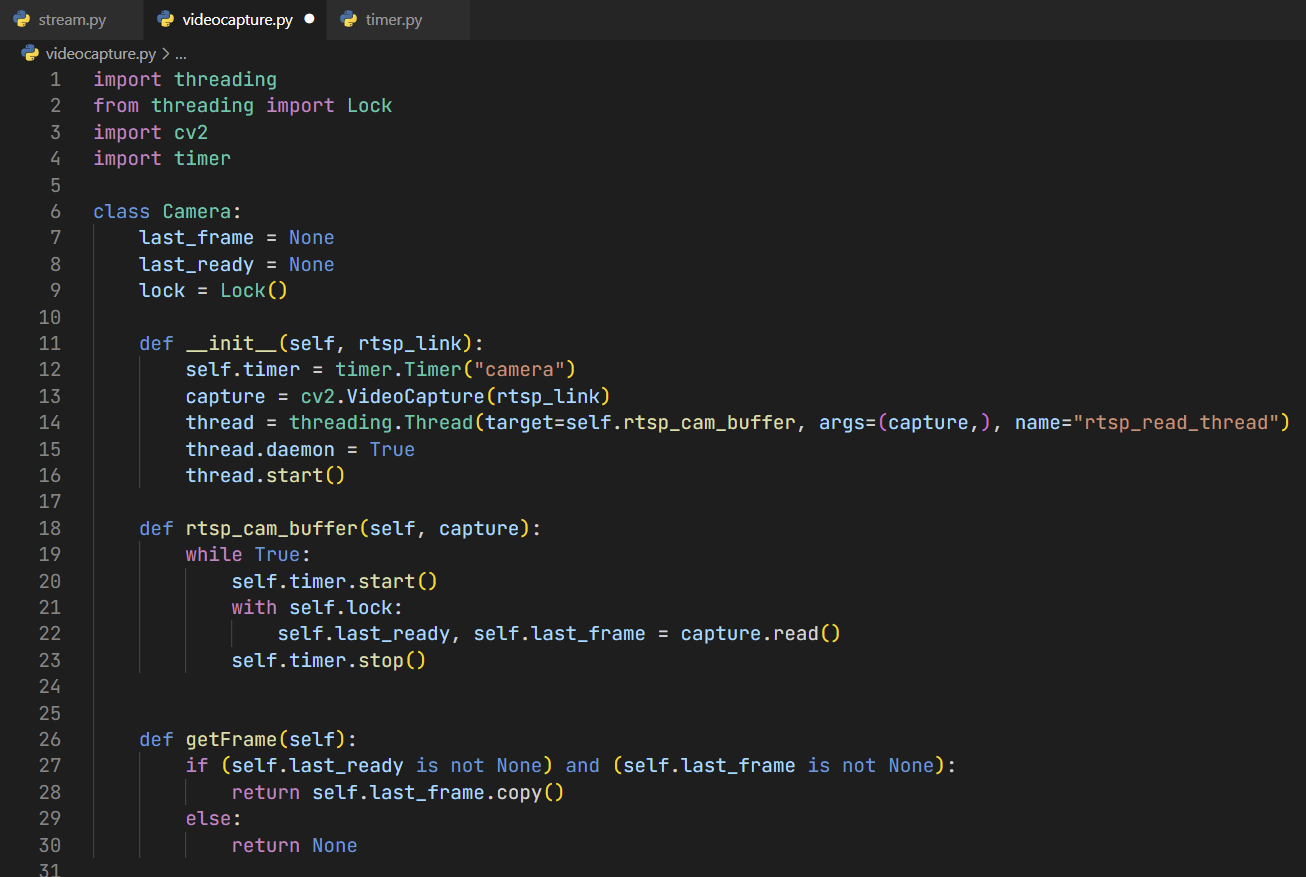 stream.py videocapture.py timer.py
videocapture.py > ...
1 import threading
2 from threading import Lock
3 import cv2
4 import timer
5
6 class Camera:
7     last_frame = None
8     last_ready = None
9     lock = Lock()
10
11     def __init__(self, rtsp_link):
12         self.timer = timer.Timer("camera")
13         capture = cv2.VideoCapture(rtsp_link)
14         thread = threading.Thread(target=self.rtsp_cam_buffer, args=(capture,), name="rtsp_read_thread")
15         thread.daemon = True
16         thread.start()
17
18     def rtsp_cam_buffer(self, capture):
19         while True:
20             self.timer.start()
21             with self.lock:
22                 self.last_ready, self.last_frame = capture.read()
23             self.timer.stop()
24
25
26     def getFrame(self):
27         if (self.last_ready is not None) and (self.last_frame is not None):
28             return self.last_frame.copy()
29         else:
30             return None
31